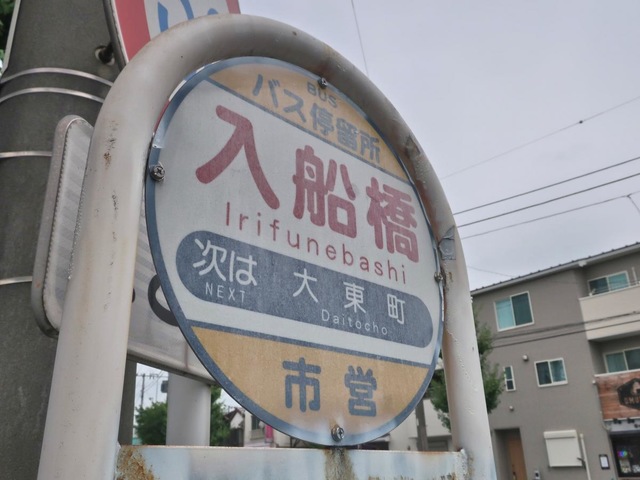 BUS
バス停留所
入船橋
Irifunebashi
次は 大東町
NEXT Daitocho
市営